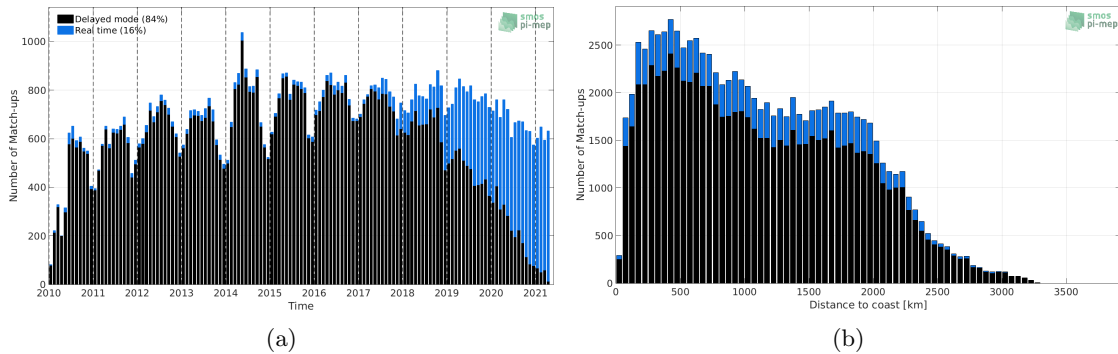 Delayed mode (84%)
Real time (16%)
smos
pi-mep
Number of Match-ups
1000
800
600
400
200
0
2010 2011 2012 2013 2014 2015 2016 2017 2018 2019 2020 2021
Time
(a)
smos
pi-mep
Number of Match-ups
2500
2000
1500
1000
500
0
0 500 1000 1500 2000 2500 3000 3500
Distance to coast [km]
(b)